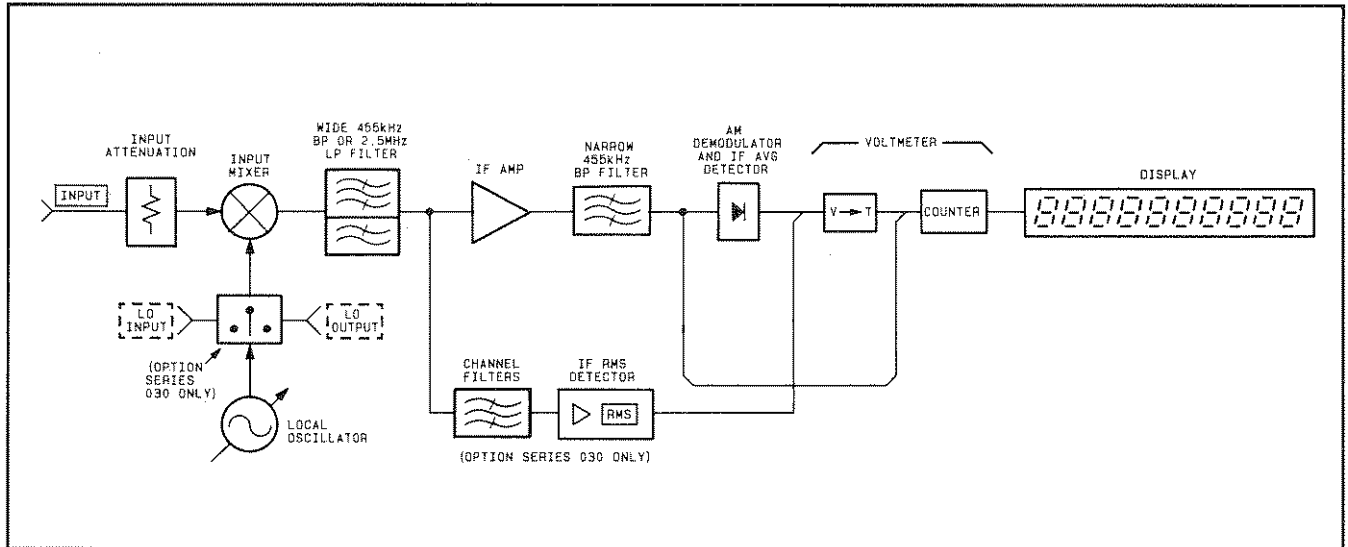 INPUT
INPUT
ATTENUATION
INPUT
MIXER
WIDE 455kHz
BP OR 2.5MHz
LP FILTER
IF AMP
NARROW
455kHz
BP FILTER
AM
DEMODULATOR
AND IF AVG
DETECTOR
VOLTMETER
V → T
COUNTER
DISPLAY
8888888888
LO
INPUT
LO
OUTPUT
(OPTION
SERIES
030 ONLY)
LOCAL
OSCILLATOR
CHANNEL
FILTERS
IF RMS
DETECTOR
RMS
(OPTION SERIES 030 ONLY)